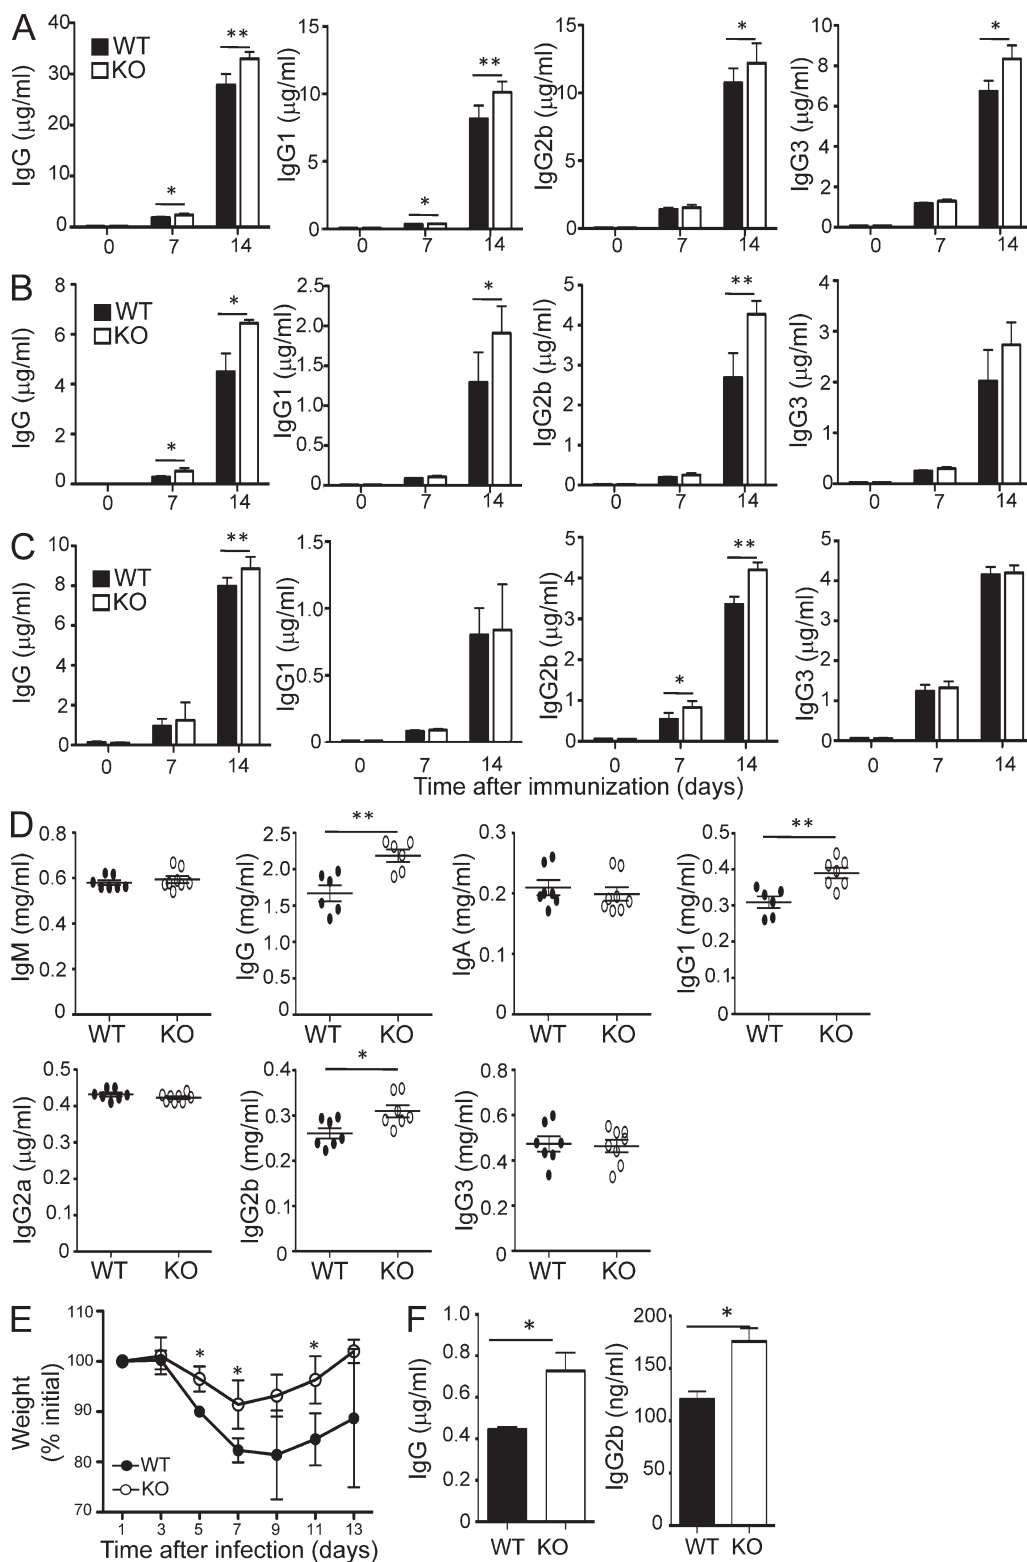 A
IgG (μg/ml)
40
30
20
10
0
WT
KO
*
**
0 7 14
IgG1 (μg/ml)
15
10
5
0
*
**
0 7 14
IgG2b (μg/ml)
15
10
5
0
*
0 7 14
IgG3 (μg/ml)
10
8
6
4
2
0
*
0 7 14
B
IgG (μg/ml)
8
6
4
2
0
WT
KO
*
*
0 7 14
IgG1 (μg/ml)
2.5
2.0
1.5
1.0
0.5
0
*
0 7 14
IgG2b (μg/ml)
5
4
3
2
1
0
**
0 7 14
IgG3 (μg/ml)
4
3
2
1
0
0 7 14
C
IgG (μg/ml)
10
8
6
4
2
0
WT
KO
**
0 7 14
IgG1 (μg/ml)
1.5
1.0
0.5
0
0 7 14
IgG2b (μg/ml)
5
4
3
2
1
0
*
**
0 7 14
IgG3 (μg/ml)
5
4
3
2
1
0
0 7 14
Time after immunization (days)
D
IgM (mg/ml)
0.8
0.6
0.4
0.2
0
WT KO
IgG (mg/ml)
2.5
2.0
1.5
1.0
0.5
0
**
WT KO
IgA (mg/ml)
0.3
0.2
0.1
0
WT KO
IgG1 (mg/ml)
0.5
0.4
0.3
0.2
0.1
0
**
WT KO
IgG2a (μg/ml)
0.5
0.4
0.3
0.2
0.1
0
WT KO
IgG2b (mg/ml)
0.4
0.3
0.2
0.1
0
*
WT KO
IgG3 (mg/ml)
0.8
0.6
0.4
0.2
0
WT KO
E
Weight
(% initial)
110
100
90
80
70
* * *
WT
KO
1 3 5 7 9 11 13
Time after infection (days)
F
IgG (μg/ml)
1.0
0.8
0.6
0.4
0.2
0
*
WT KO
IgG2b (ng/ml)
200
150
100
50
0
*
WT KO